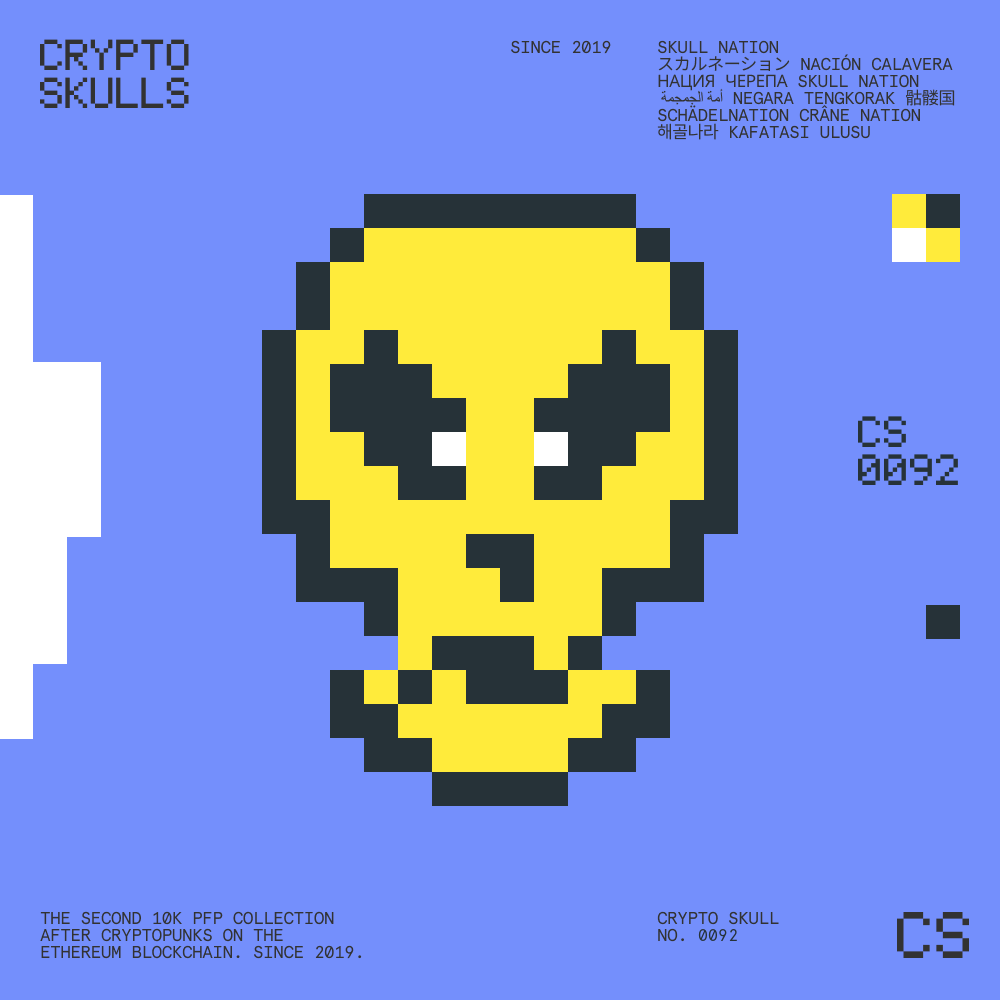 CRYPTO
SKULLS
SINCE 2019
SKULL NATION
スカルネーション NACIÓN CALAVERA
НАЦИЯ ЧЕРЕПА SKULL NATION
أمة الجمجمة NEGARA TENGKORAK 骷髅国
SCHÄDELNATION CRÂNE NATION
해골나라 KAFATASI ULUSU
CS
0092
THE SECOND 10K PFP COLLECTION
AFTER CRYPTOPUNKS ON THE
ETHEREUM BLOCKCHAIN. SINCE 2019.
CRYPTO SKULL
NO. 0092
CS